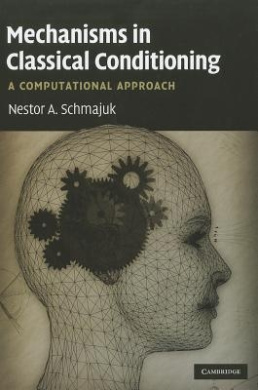 Mechanisms in
Classical Conditioning
A COMPUTATIONAL APPROACH
Nestor A. Schmajuk
CAMBRIDGE